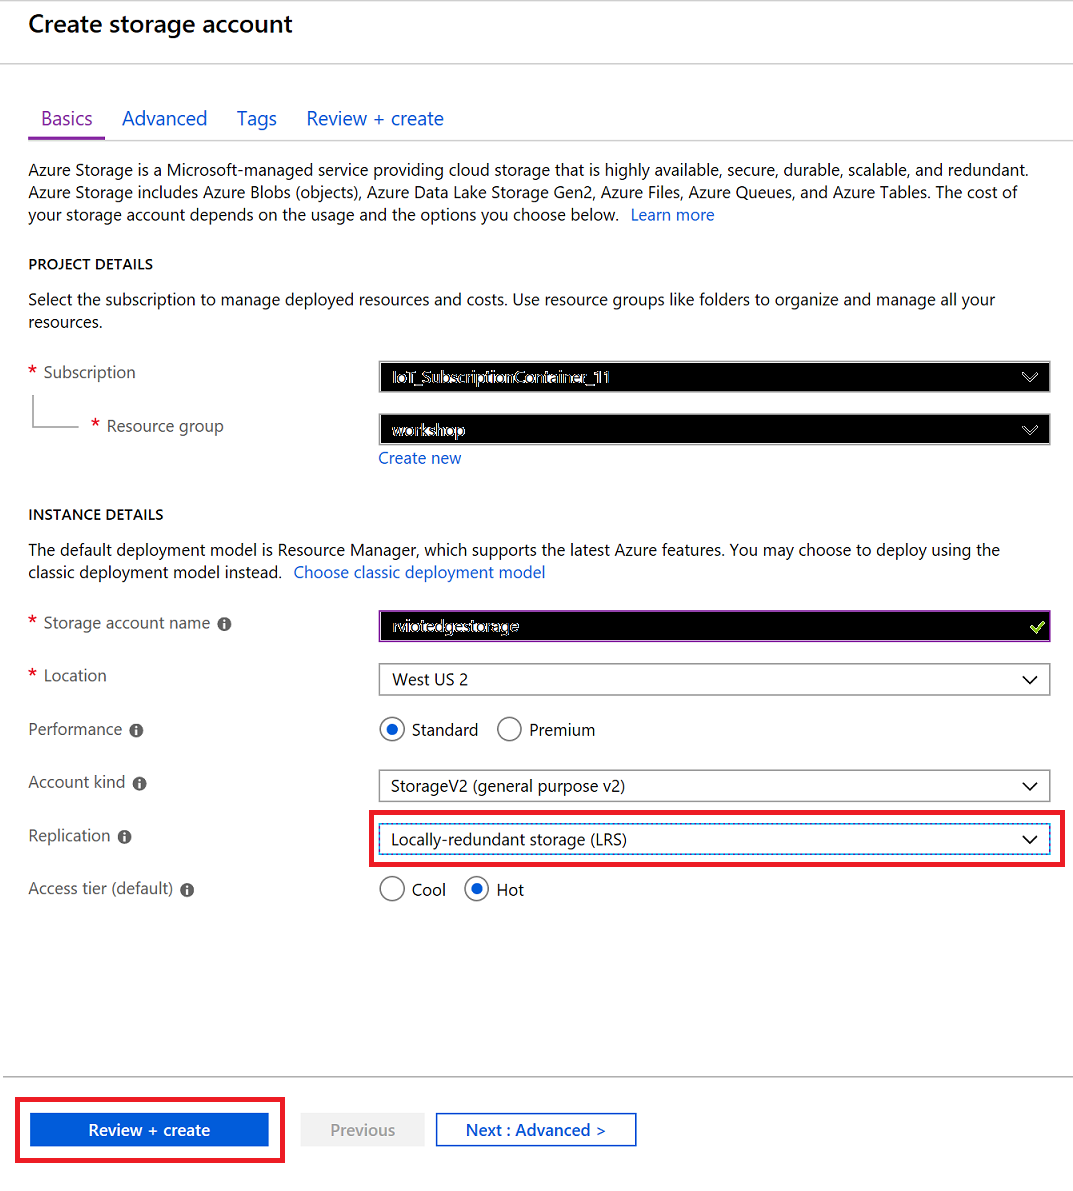 Create storage account
Basics Advanced Tags Review + create
Azure Storage is a Microsoft-managed service providing cloud storage that is highly available, secure, durable, scalable, and redundant.
Azure Storage includes Azure Blobs (objects), Azure Data Lake Storage Gen2, Azure Files, Azure Queues, and Azure Tables. The cost of
your storage account depends on the usage and the options you choose below. Learn more
PROJECT DETAILS
Select the subscription to manage deployed resources and costs. Use resource groups like folders to organize and manage all your
resources.
* Subscription IoT_SubscriptionContainer_11
* Resource group workshop
Create new
INSTANCE DETAILS
The default deployment model is Resource Manager, which supports the latest Azure features. You may choose to deploy using the
classic deployment model instead. Choose classic deployment model
* Storage account name rviotedgestorage
* Location West US 2
Performance Standard Premium
Account kind StorageV2 (general purpose v2)
Replication Locally-redundant storage (LRS)
Access tier (default) Cool Hot
Review + create Previous Next : Advanced >